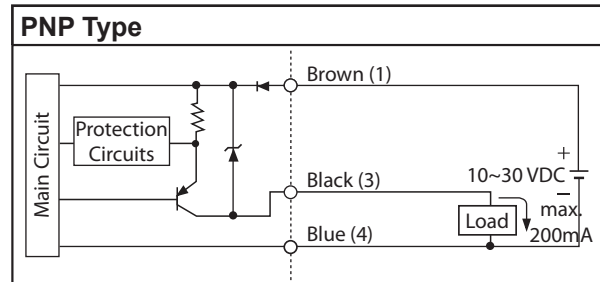 PNP Type
Main Circuit
Protection
Circuits
Brown (1)
Black (3)
Blue (4)
10~30 VDC
+
−
Load
max.
200mA